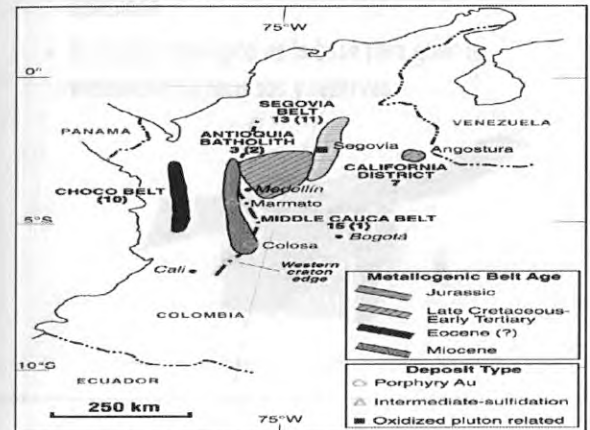 75°W
0°
SEGOVIA
BELT
13 (11)
VENEZUELA
PANAMA
ANTIOQUIA
BATHOLITH
3 (2)
Segovia
Angostura
CALIFORNIA
DISTRICT
7
CHOCO BELT
(10)
Medellín
Marmato
MIDDLE CAUCA BELT
15 (1)
5°S
Bogotá
Colosa
Cali
Western
craton
edge
COLOMBIA
10°S
ECUADOR
250 km
75°W
Metallogenic Belt Age
Jurassic
Late Cretaceous-
Early Tertiary
Eocene (?)
Miocene
Deposit Type
Porphyry Au
Intermediate-sulfidation
Oxidized pluton related